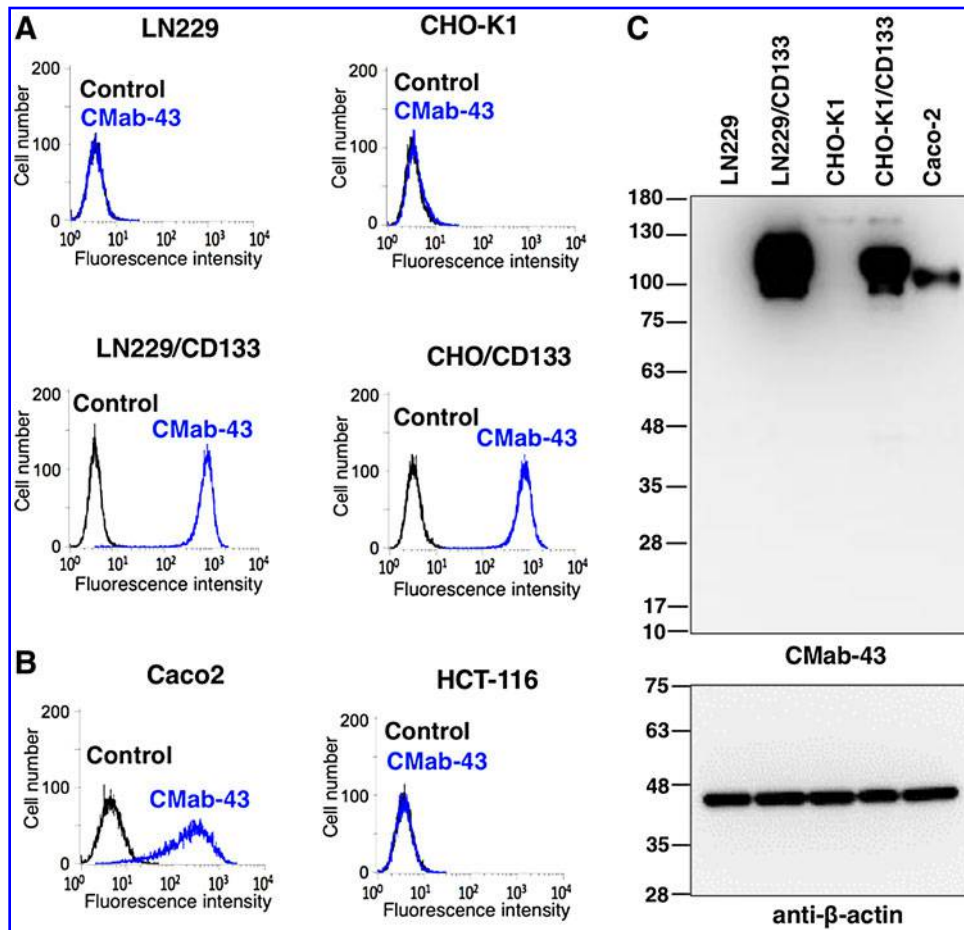 A
LN229
200
100
0
Cell number
Control
CMab-43
10⁰ 10¹ 10² 10³ 10⁴
Fluorescence intensity
CHO-K1
200
100
0
Cell number
Control
CMab-43
10⁰ 10¹ 10² 10³ 10⁴
Fluorescence intensity
LN229/CD133
200
100
0
Cell number
Control
CMab-43
10⁰ 10¹ 10² 10³ 10⁴
Fluorescence intensity
CHO/CD133
200
100
0
Cell number
Control
CMab-43
10⁰ 10¹ 10² 10³ 10⁴
Fluorescence intensity
B
Caco2
200
100
0
Cell number
Control
CMab-43
10⁰ 10¹ 10² 10³ 10⁴
Fluorescence intensity
HCT-116
200
100
0
Cell number
Control
CMab-43
10⁰ 10¹ 10² 10³ 10⁴
Fluorescence intensity
C
LN229
LN229/CD133
CHO-K1
CHO-K1/CD133
Caco-2
180
130
100
75
63
48
35
28
17
10
CMab-43
75
63
48
35
28
anti-β-actin